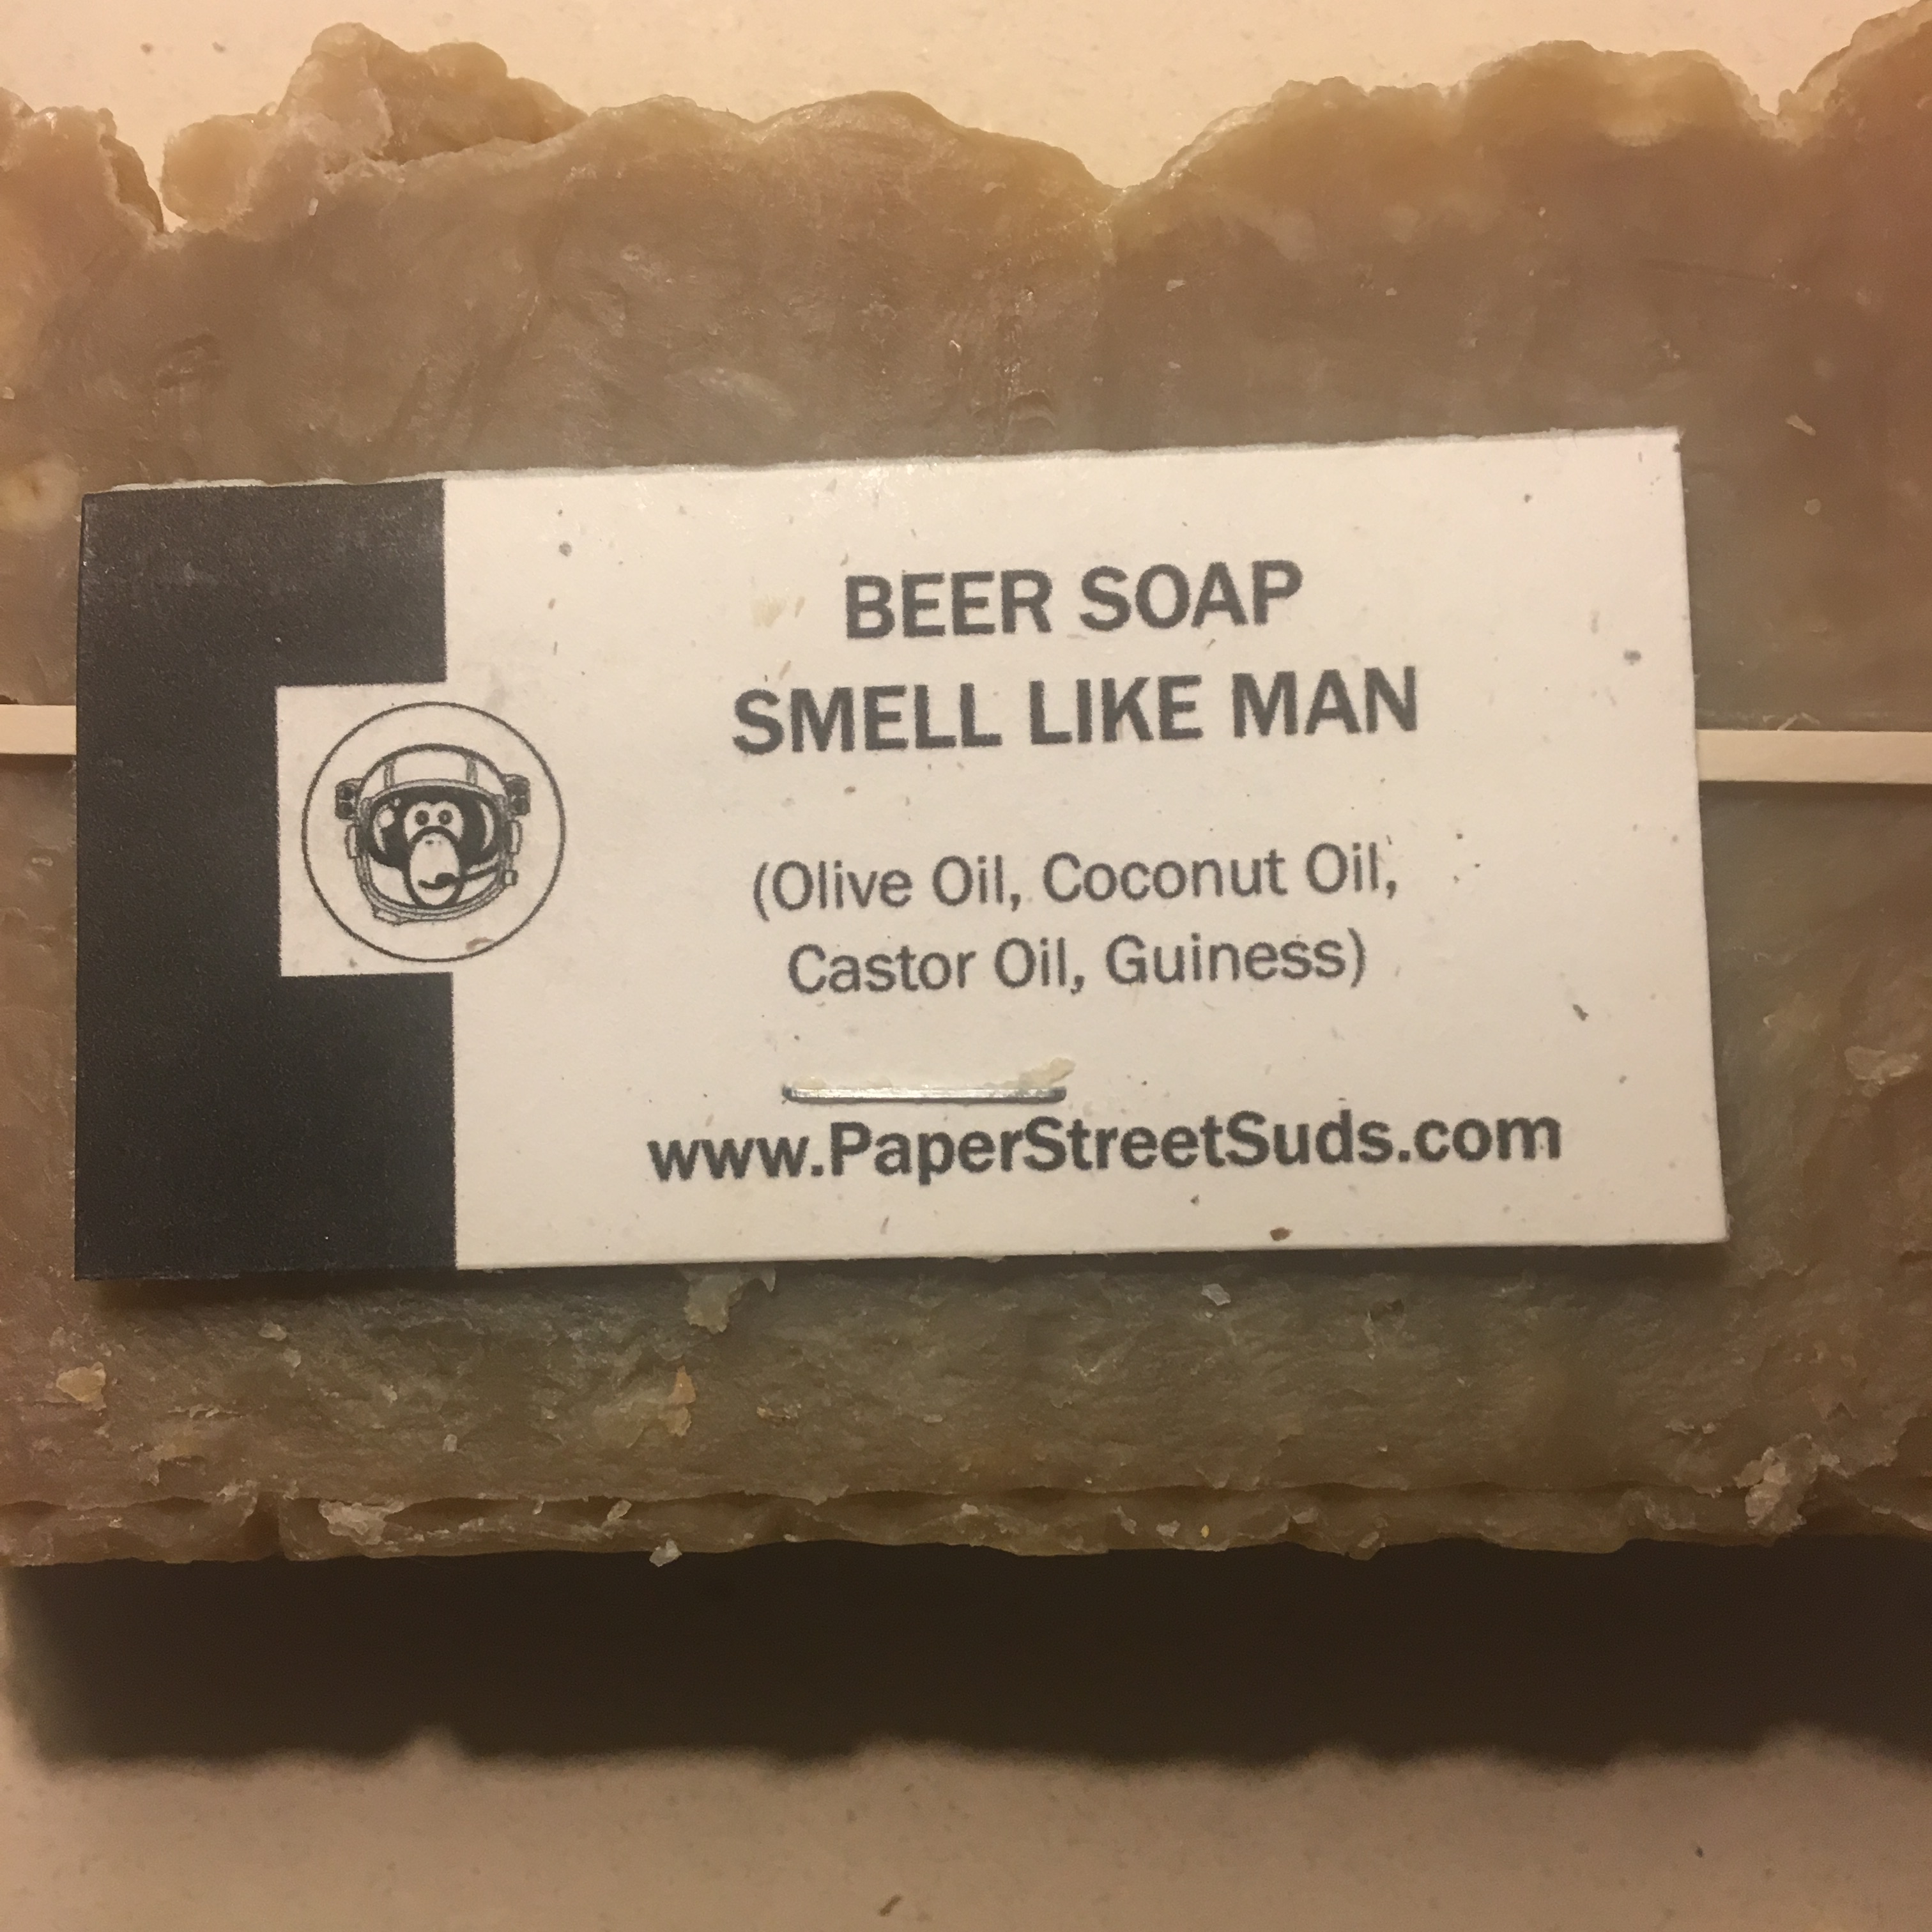 BEER SOAP
SMELL LIKE MAN
(Olive Oil, Coconut Oil,
Castor Oil, Guiness)
www.PaperStreetSuds.com